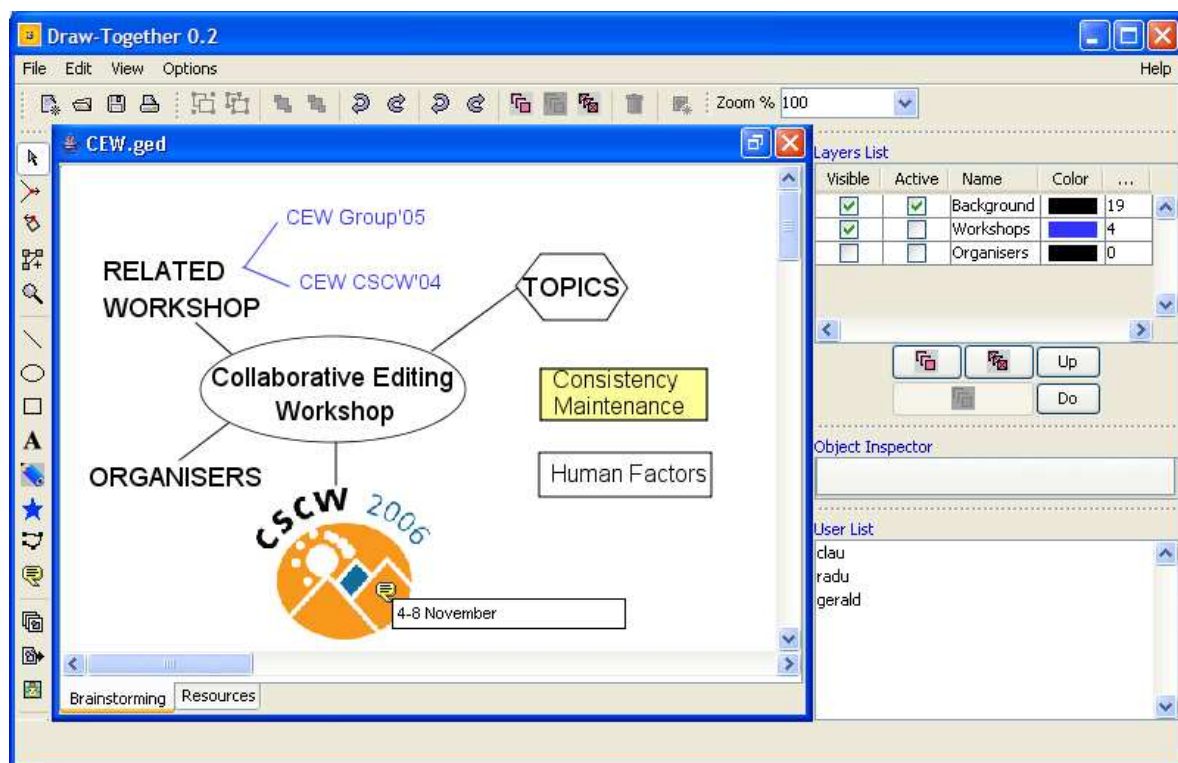 Draw-Together 0.2
File Edit View Options Help
Zoom % 100
CEW.ged
CEW Group'05
CEW CSCW'04
RELATED
WORKSHOP
TOPICS
Collaborative Editing
Workshop
Consistency
Maintenance
ORGANISERS
Human Factors
CSCW 2006
4-8 November
Brainstorming Resources
Layers List
Visible Active Name Color ...
Background 19
Workshops 4
Organisers 0
Up
Do
Object Inspector
User List
clau
radu
gerald